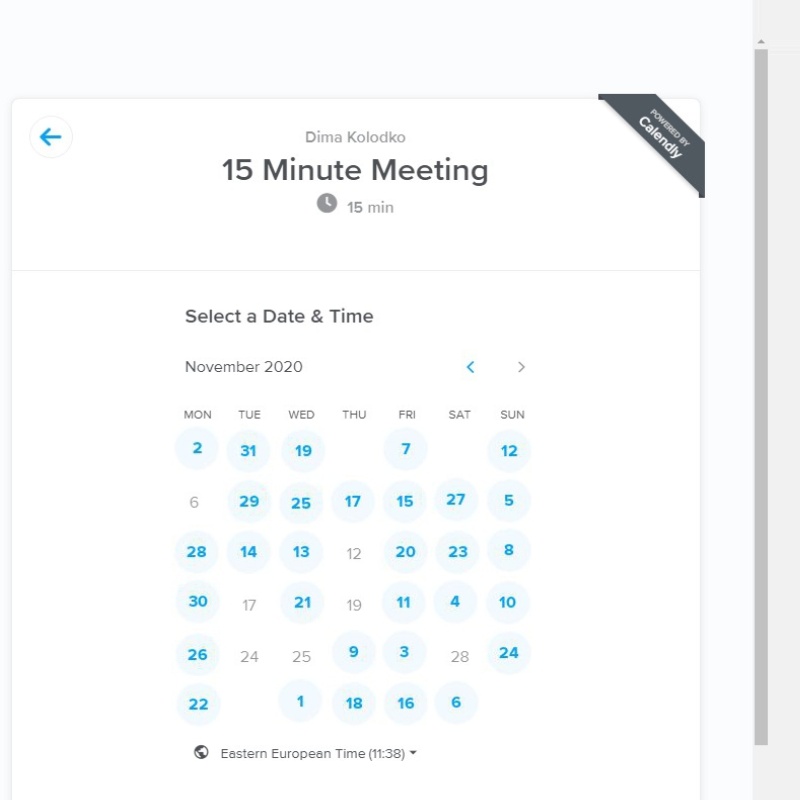 POWERED BY
Calendly
Dima Kolodko
15 Minute Meeting
15 min
Select a Date & Time
November 2020
MON TUE WED THU FRI SAT SUN
2 31 19 7 12
6 29 25 17 15 27 5
28 14 13 12 20 23 8
30 17 21 19 11 4 10
26 24 25 9 3 28 24
22 1 18 16 6
Eastern European Time (11:38)